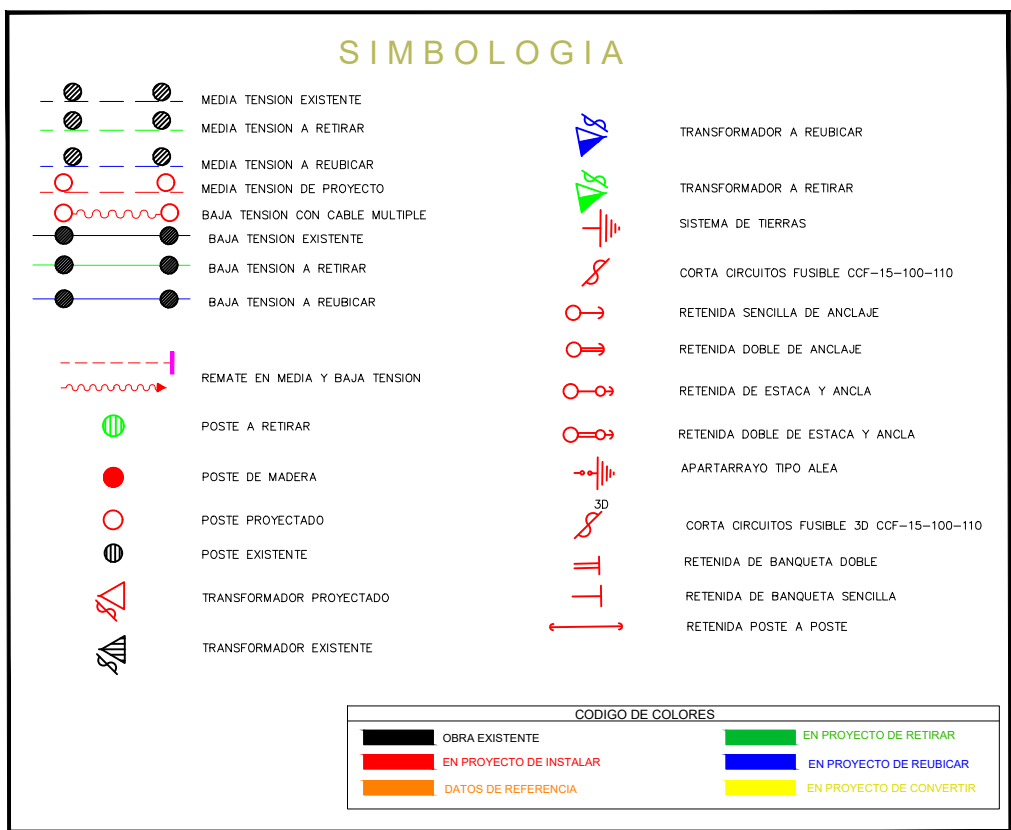 SIMBOLOGIA
MEDIA TENSION EXISTENTE
MEDIA TENSION A RETIRAR
MEDIA TENSION A REUBICAR
MEDIA TENSION DE PROYECTO
BAJA TENSION CON CABLE MULTIPLE
BAJA TENSION EXISTENTE
BAJA TENSION A RETIRAR
BAJA TENSION A REUBICAR
REMATE EN MEDIA Y BAJA TENSION
POSTE A RETIRAR
POSTE DE MADERA
POSTE PROYECTADO
POSTE EXISTENTE
TRANSFORMADOR PROYECTADO
TRANSFORMADOR EXISTENTE
TRANSFORMADOR A REUBICAR
TRANSFORMADOR A RETIRAR
SISTEMA DE TIERRAS
CORTA CIRCUITOS FUSIBLE CCF-15-100-110
RETENIDA SENCILLA DE ANCLAJE
RETENIDA DOBLE DE ANCLAJE
RETENIDA DE ESTACA Y ANCLA
RETENIDA DOBLE DE ESTACA Y ANCLA
APARTARRAYO TIPO ALEA
3D
CORTA CIRCUITOS FUSIBLE 3D CCF-15-100-110
RETENIDA DE BANQUETA DOBLE
RETENIDA DE BANQUETA SENCILLA
RETENIDA POSTE A POSTE
CODIGO DE COLORES
OBRA EXISTENTE
EN PROYECTO DE INSTALAR
DATOS DE REFERENCIA
EN PROYECTO DE RETIRAR
EN PROYECTO DE REUBICAR
EN PROYECTO DE CONVERTIR